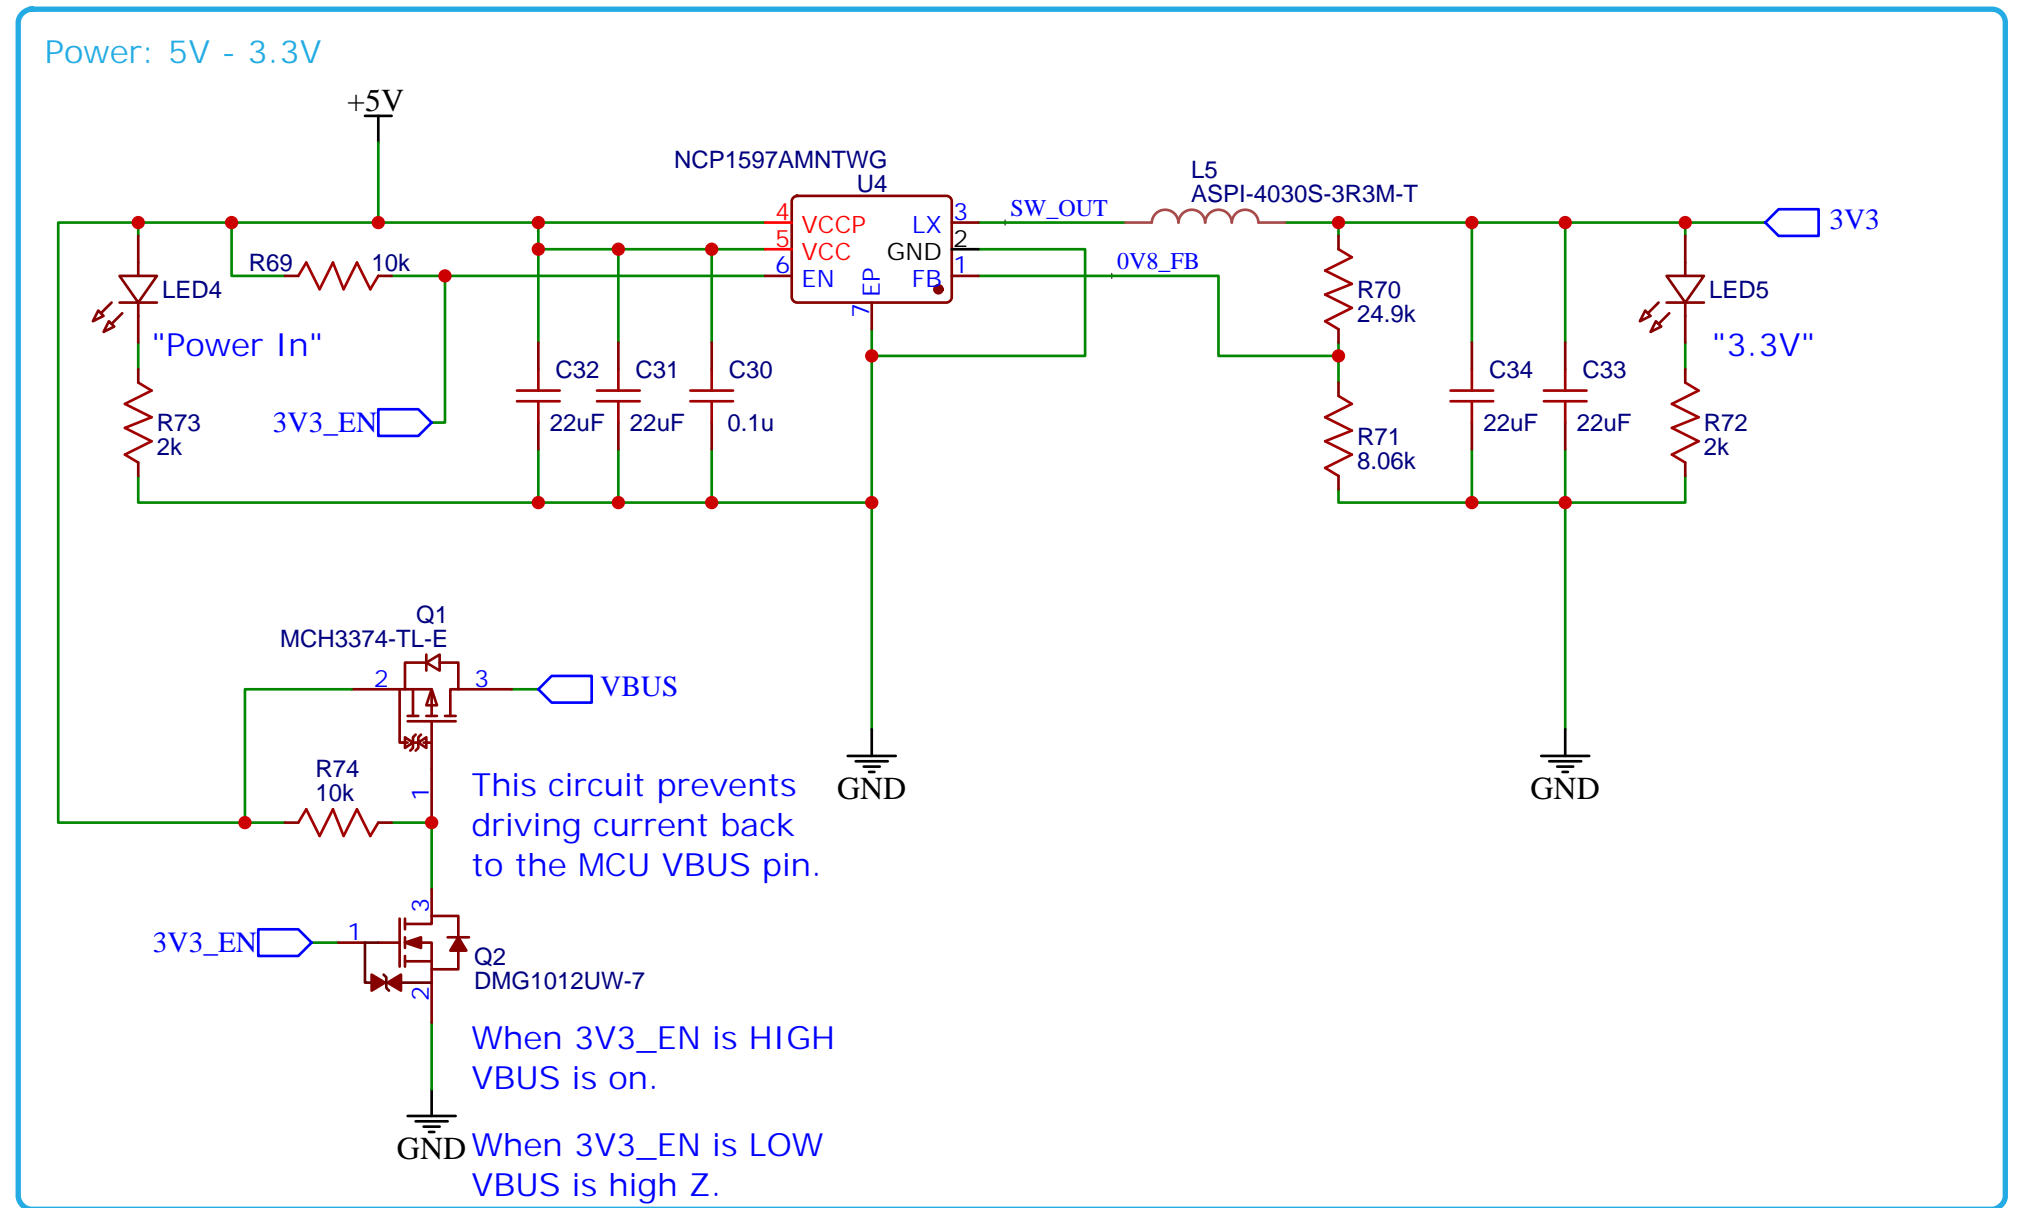 Power: 5V - 3.3V
+5V
NCP1597AMNTWG
U4
4
VCCP
5
VCC
6
EN
EP
7
LX
3
GND
2
FB
1
SW_OUT
0V8_FB
L5
ASPI-4030S-3R3M-T
3V3
R69
10k
LED4
"Power In"
R73
2k
3V3_EN
C32
22uF
C31
22uF
C30
0.1u
R70
24.9k
R71
8.06k
C34
22uF
C33
22uF
LED5
"3.3V"
R72
2k
GND
GND
Q1
MCH3374-TL-E
2
3
1
VBUS
R74
10k
This circuit prevents
driving current back
to the MCU VBUS pin.
3V3_EN
1
3
2
Q2
DMG1012UW-7
When 3V3_EN is HIGH
VBUS is on.
GND
When 3V3_EN is LOW
VBUS is high Z.